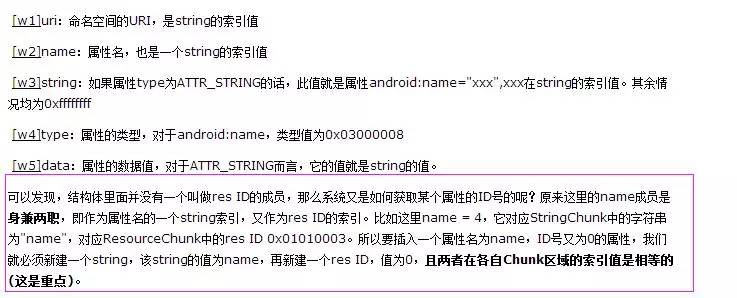 [w1]uri：命名空间的URI，是string的索引值
[w2]name：属性名，也是一个string的索引值
[w3]string：如果属性type为ATTR_STRING的话，此值就是属性android:name="xxx",xxx在string的索引值。其余情
况均为0xffffffff
[w4]type：属性的类型，对于android:name，类型值为0x03000008
[w5]data：属性的数据值，对于ATTR_STRING而言，它的值就是string的值。
可以发现，结构体里面并没有一个叫做res ID的成员，那么系统又是如何获取某个属性的ID号的呢？原来这里的name成员是
身兼两职，即作为属性名的一个string索引，又作为res ID的索引。比如这里name = 4，它对应StringChunk中的字符串
为"name"，对应ResourceChunk中的res ID 0x01010003。所以要插入一个属性名为name，ID号又为0的属性，我们
就必须新建一个string，该string的值为name，再新建一个res ID，值为0，且两者在各自Chunk区域的索引值是相等的
(这是重点)。